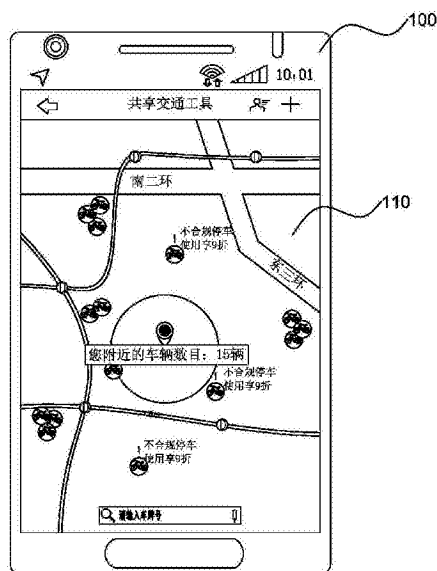 100
10:01
共享交通工具
南二环
110
不合规停车
使用享9折
东三环
您附近的车辆数目：15辆
不合规停车
使用享9折
不合规停车
使用享9折
请输入车牌号